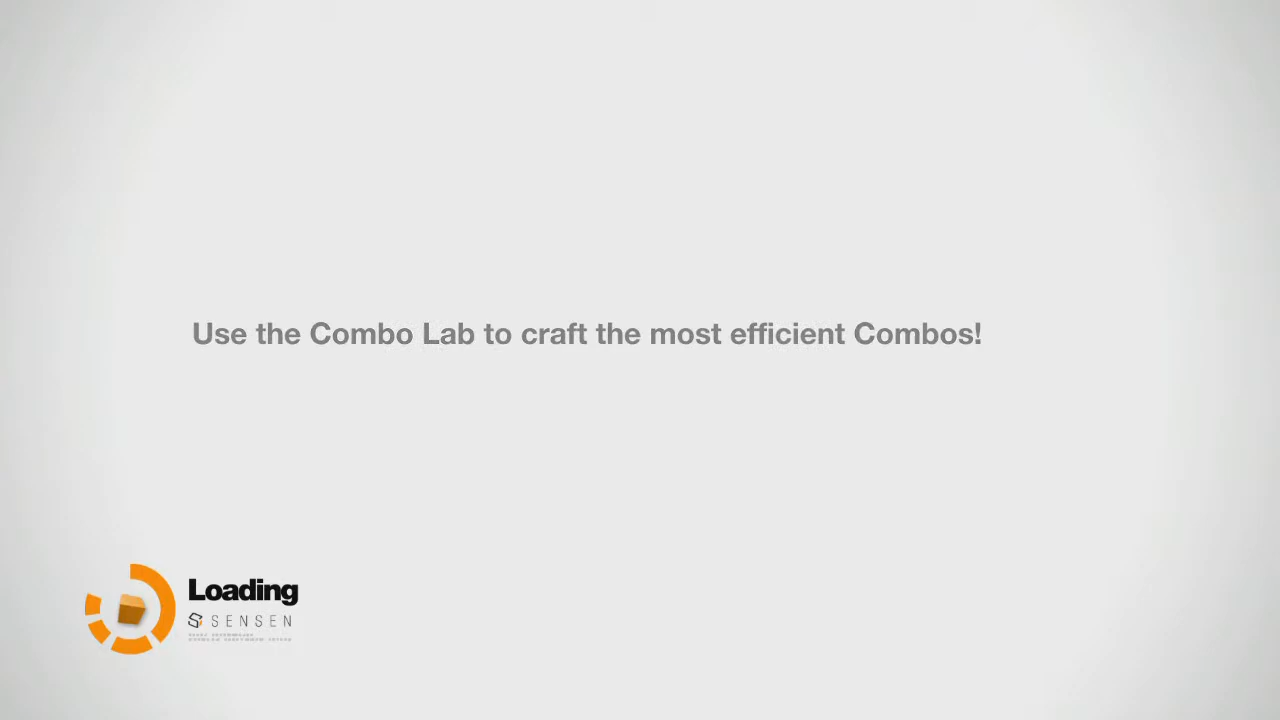 Use the Combo Lab to craft the most efficient Combos!
Loading
SENSEN